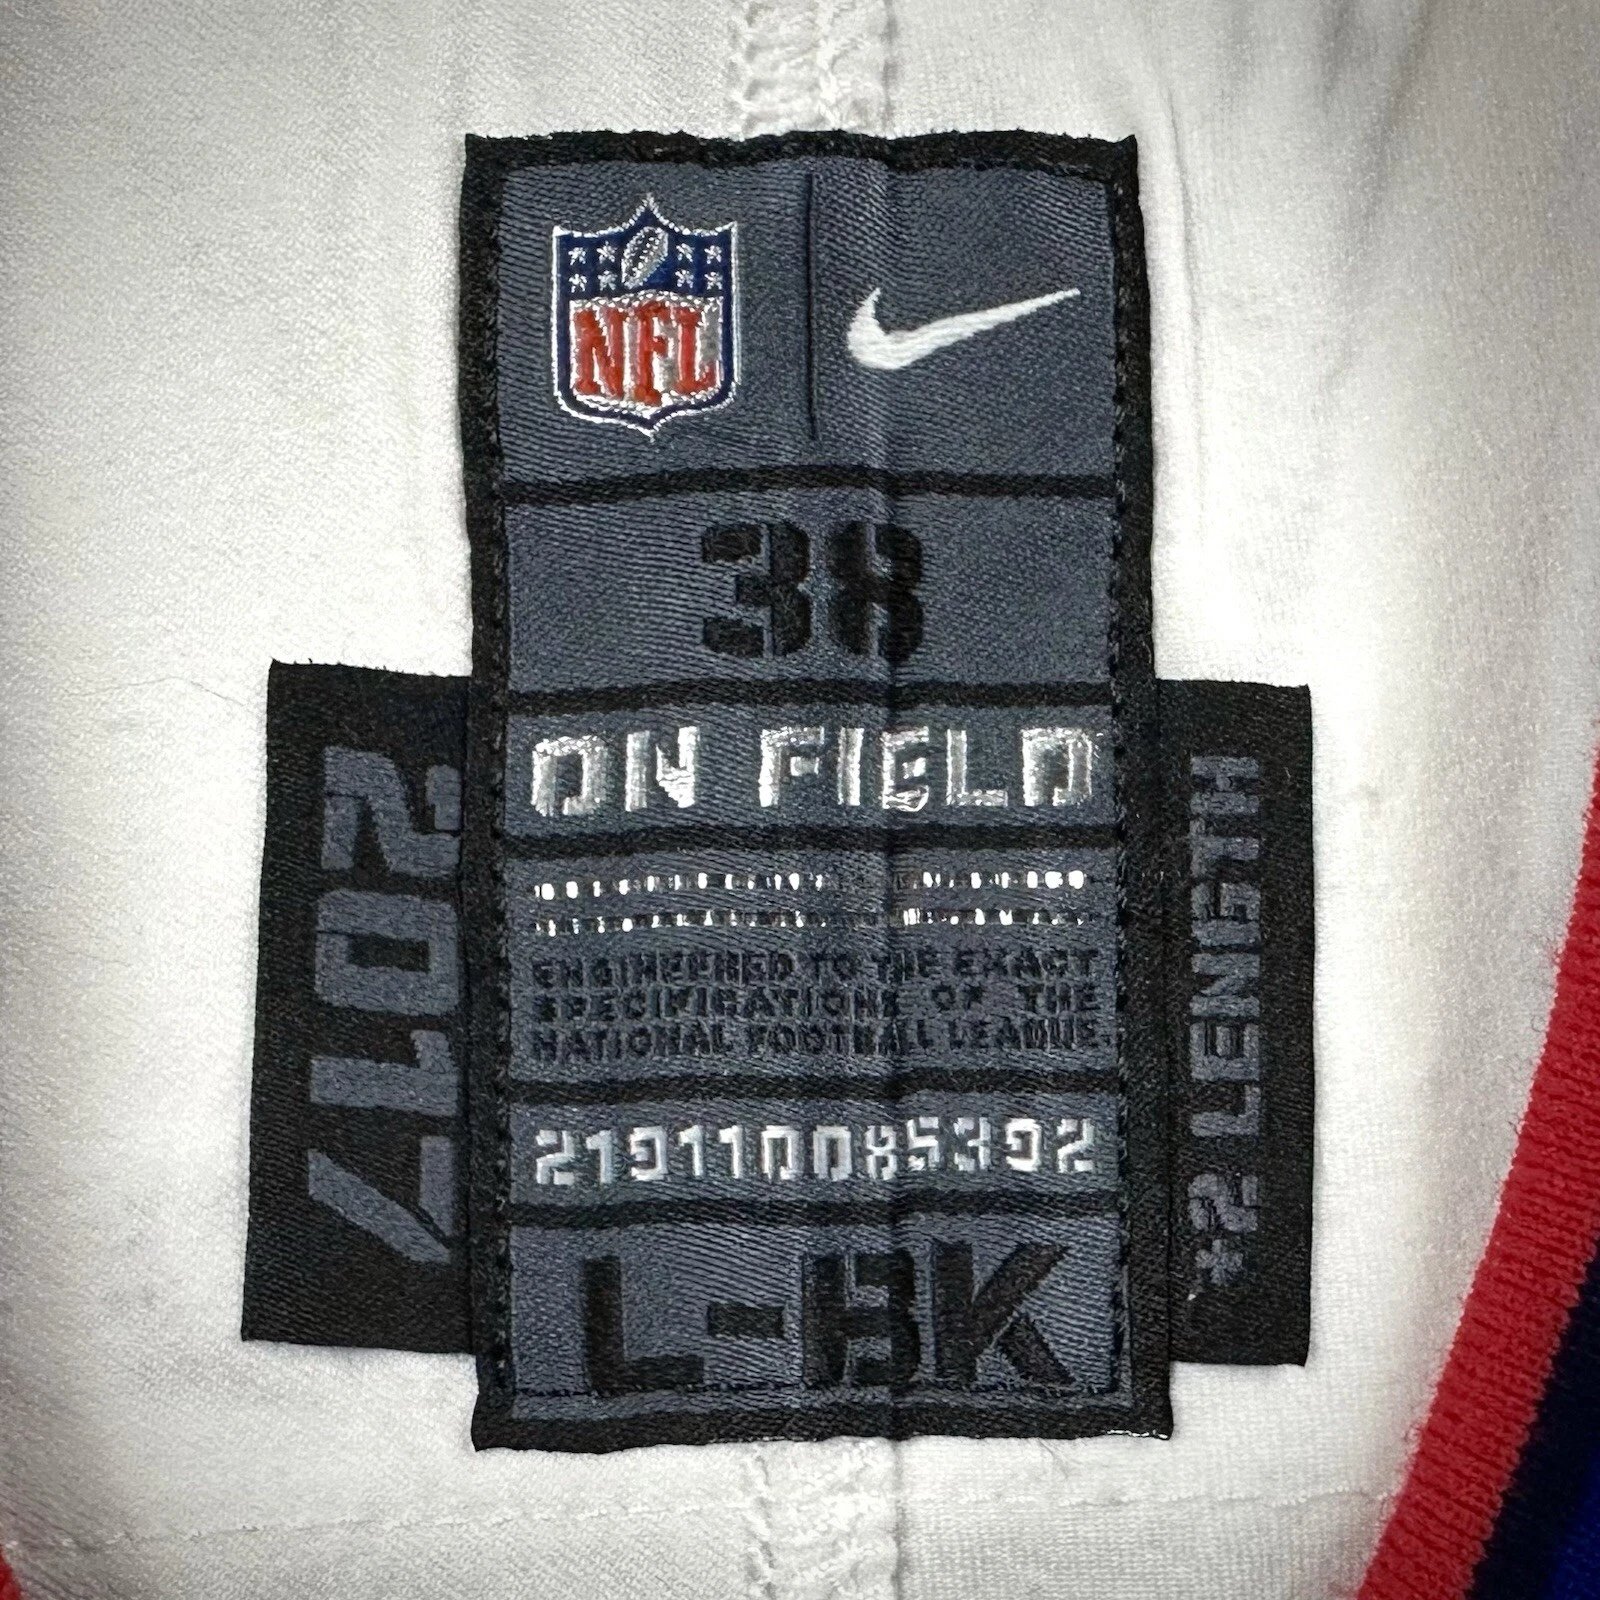 NFL
38
ON FIELD
ENGINEERED TO THE EXACT
SPECIFICATIONS OF THE
NATIONAL FOOTBALL LEAGUE.
219110085392
L-BK
2017
+2 LENGTH